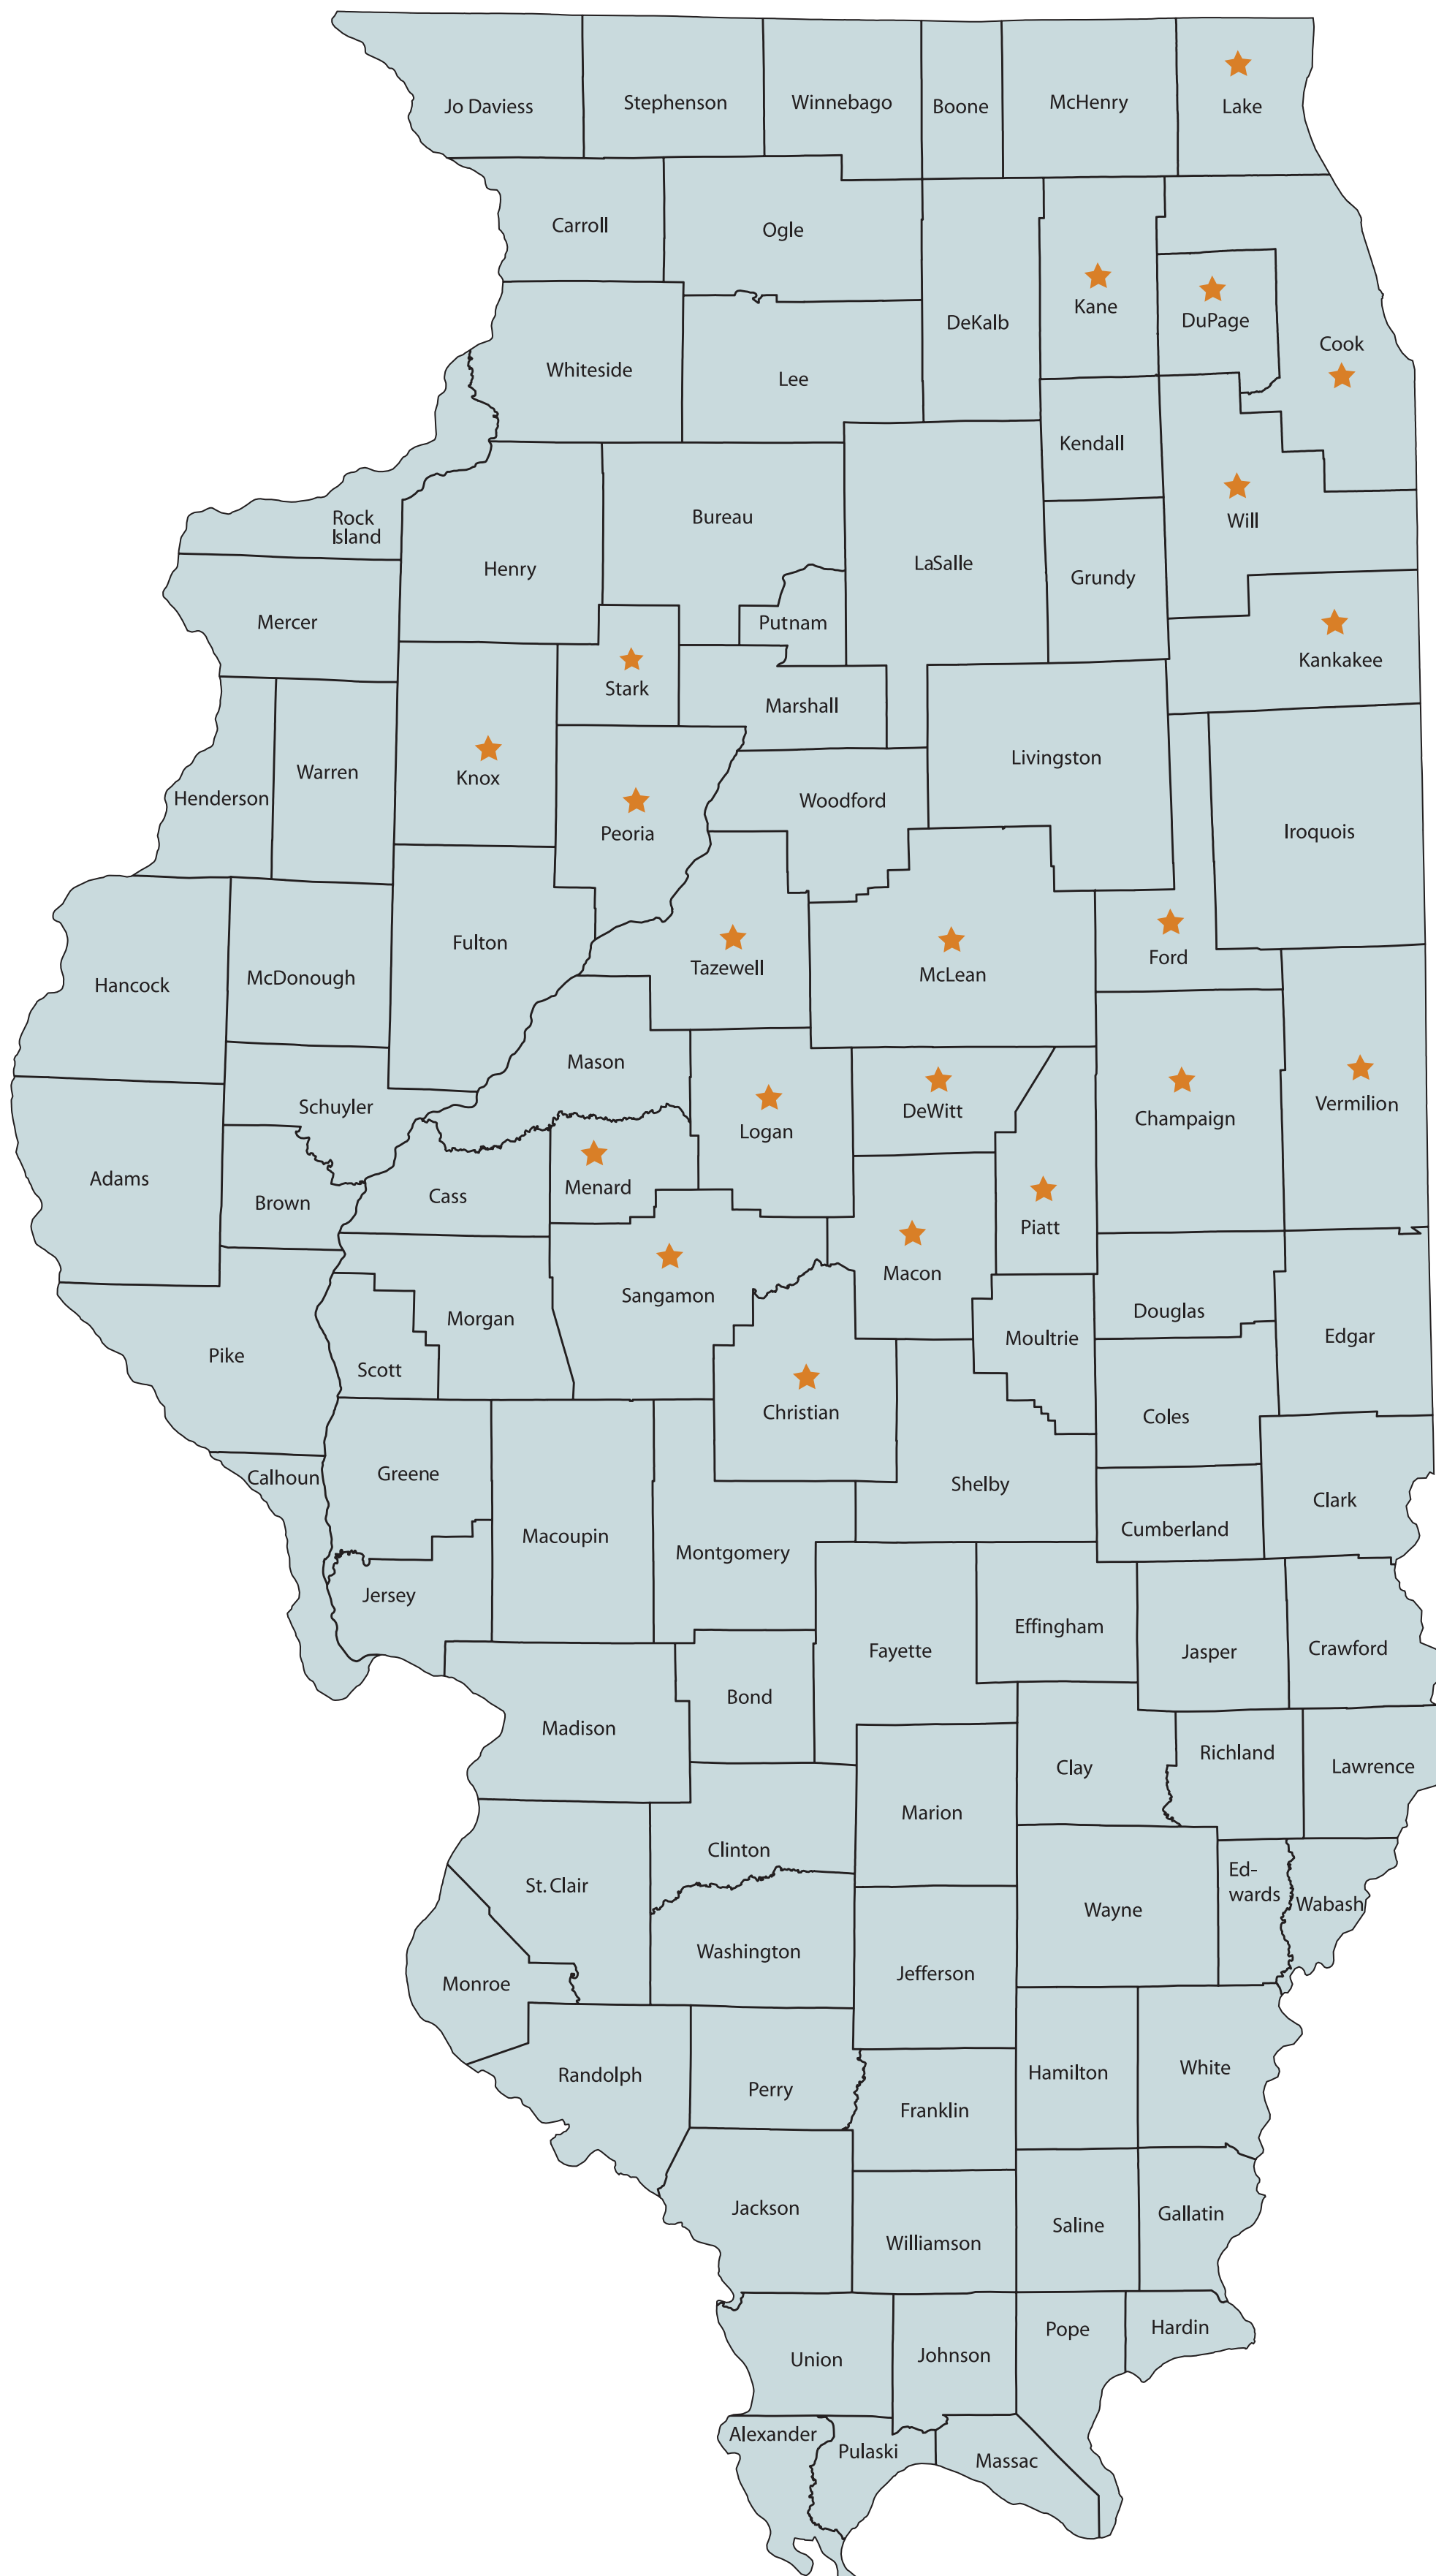 Jo Daviess
Stephenson
Winnebago
Boone
McHenry
Lake
Carroll
Ogle
DeKalb
Kane
DuPage
Cook
Whiteside
Lee
Kendall
Rock
Island
Henry
Bureau
LaSalle
Grundy
Will
Mercer
Putnam
Kankakee
Stark
Marshall
Henderson
Warren
Knox
Peoria
Woodford
Livingston
Iroquois
Hancock
McDonough
Fulton
Tazewell
McLean
Ford
Schuyler
Mason
Logan
DeWitt
Champaign
Vermilion
Adams
Brown
Cass
Menard
Piatt
Pike
Scott
Morgan
Sangamon
Macon
Moultrie
Douglas
Edgar
Christian
Coles
Calhoun
Greene
Macoupin
Montgomery
Shelby
Cumberland
Clark
Jersey
Fayette
Effingham
Jasper
Crawford
Madison
Bond
Clay
Richland
Lawrence
Marion
Clinton
St. Clair
Wayne
Ed-
wards
Wabash
Monroe
Washington
Jefferson
Randolph
Perry
Franklin
Hamilton
White
Jackson
Williamson
Saline
Gallatin
Union
Johnson
Pope
Hardin
Alexander
Pulaski
Massac